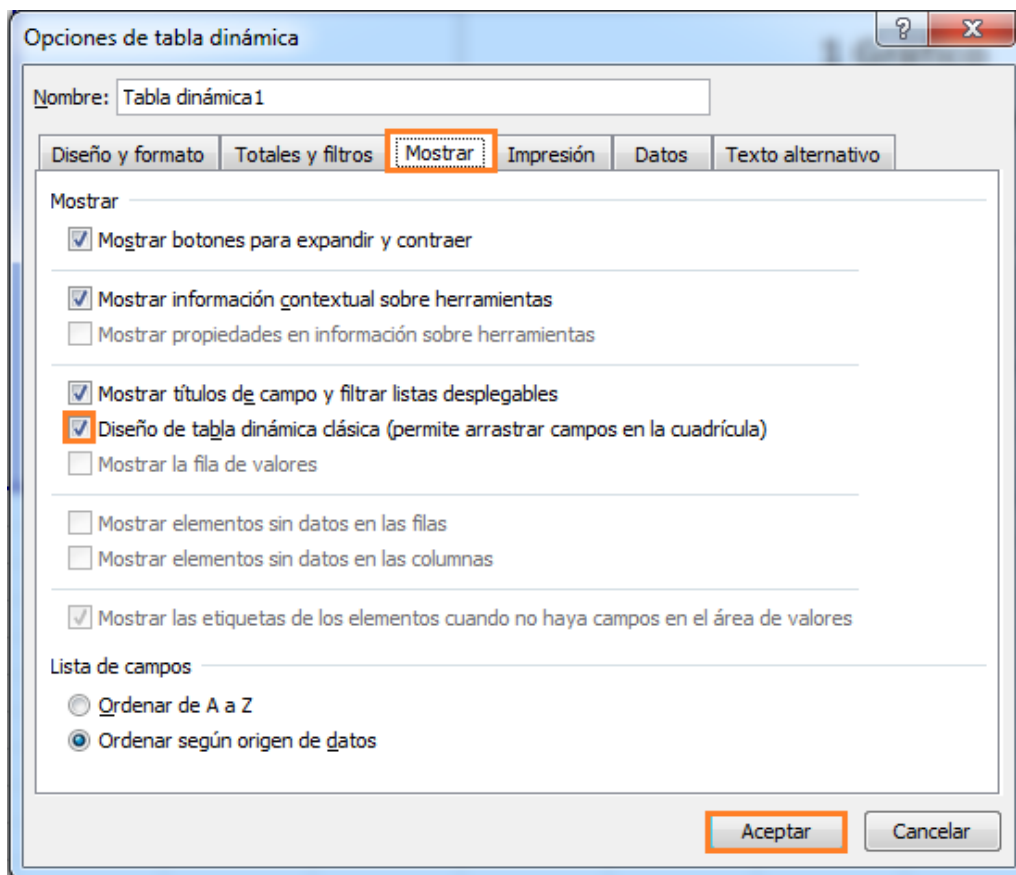 Opciones de tabla dinámica
1 Gráfico
Nombre: Tabla dinámica1
Diseño y formato Totales y filtros Mostrar Impresión Datos Texto alternativo
Mostrar
Mostrar botones para expandir y contraer
Mostrar información contextual sobre herramientas
Mostrar propiedades en información sobre herramientas
Mostrar títulos de campo y filtrar listas desplegables
Diseño de tabla dinámica clásica (permite arrastrar campos en la cuadrícula)
Mostrar la fila de valores
Mostrar elementos sin datos en las filas
Mostrar elementos sin datos en las columnas
Mostrar las etiquetas de los elementos cuando no haya campos en el área de valores
Lista de campos
Ordenar de A a Z
Ordenar según origen de datos
Aceptar Cancelar